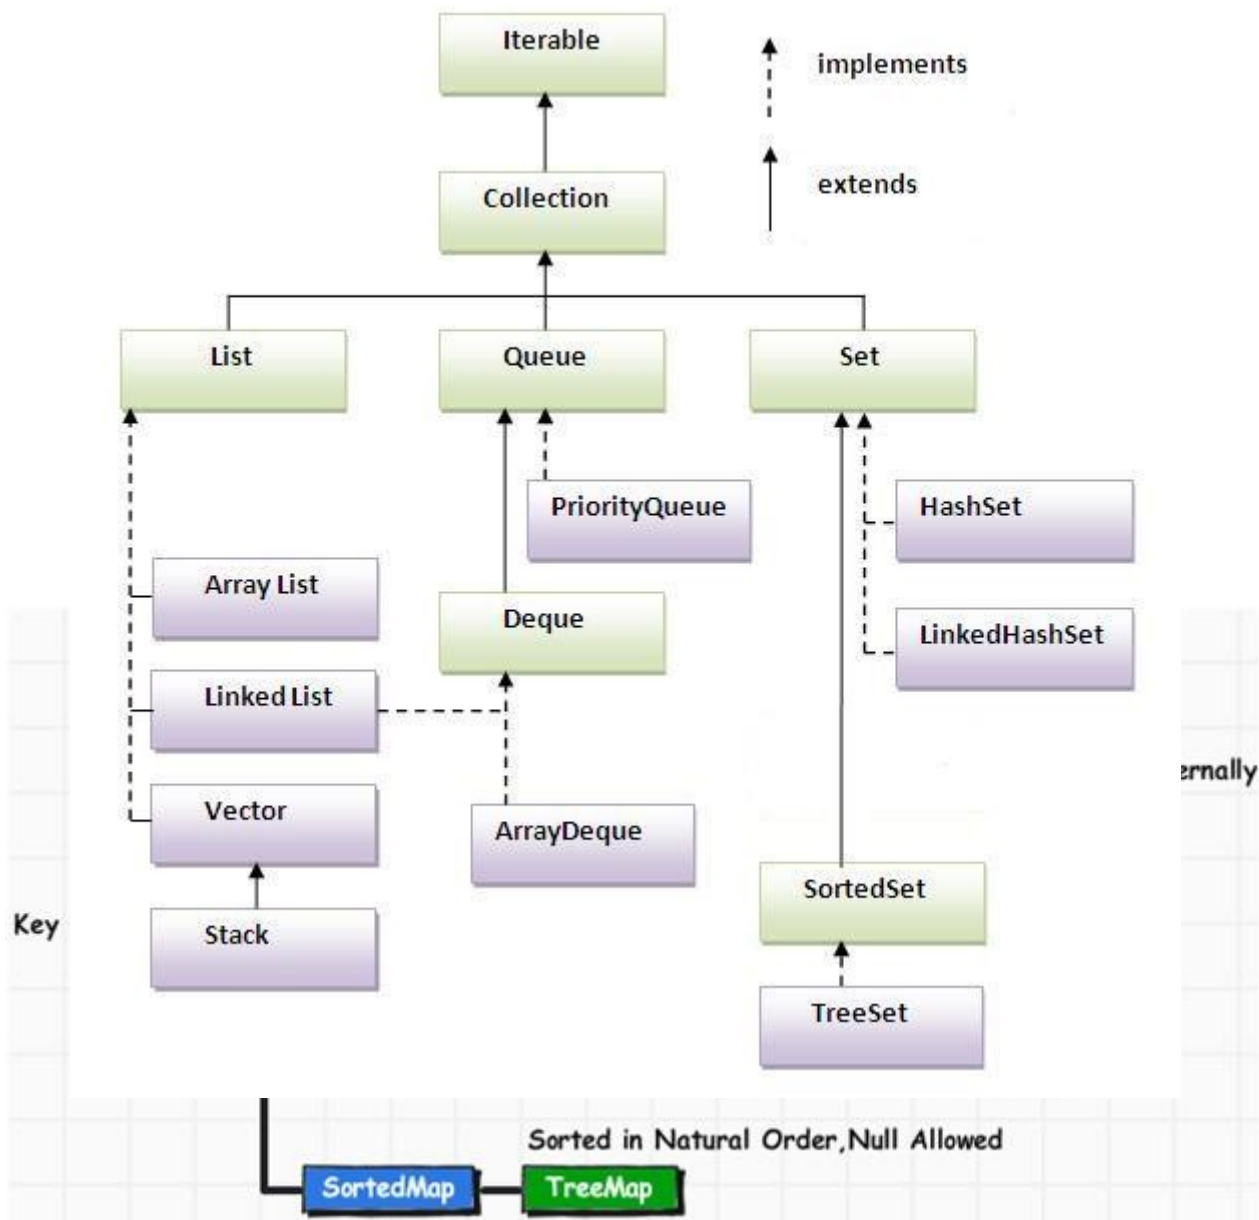 Iterable
implements
Collection
extends
List
Queue
Set
PriorityQueue
HashSet
Array List
Deque
LinkedHashSet
Linked List
ernally
Vector
ArrayDeque
SortedSet
Key
Stack
TreeSet
Sorted in Natural Order,Null Allowed
SortedMap
TreeMap